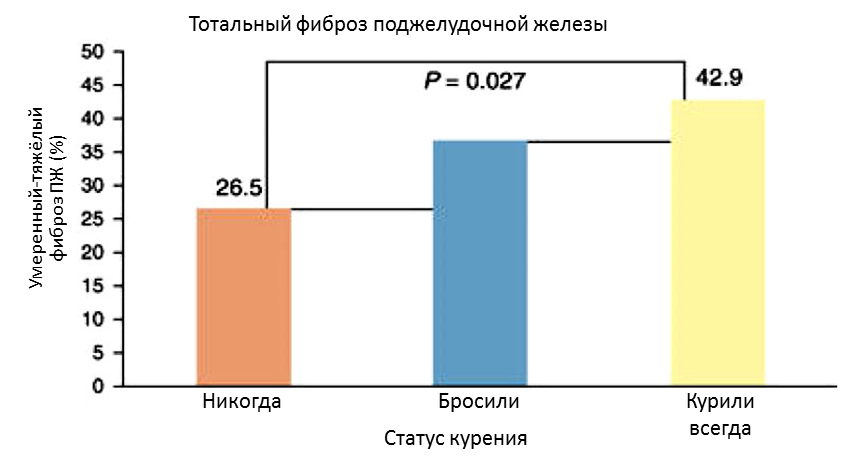 Тотальный фиброз поджелудочной железы
Умеренный-тяжёлый
фиброз ПЖ (%)
50
45
40
35
30
25
20
15
10
5
0
26.5
P = 0.027
42.9
Никогда
Бросили
Курили
всегда
Статус курения